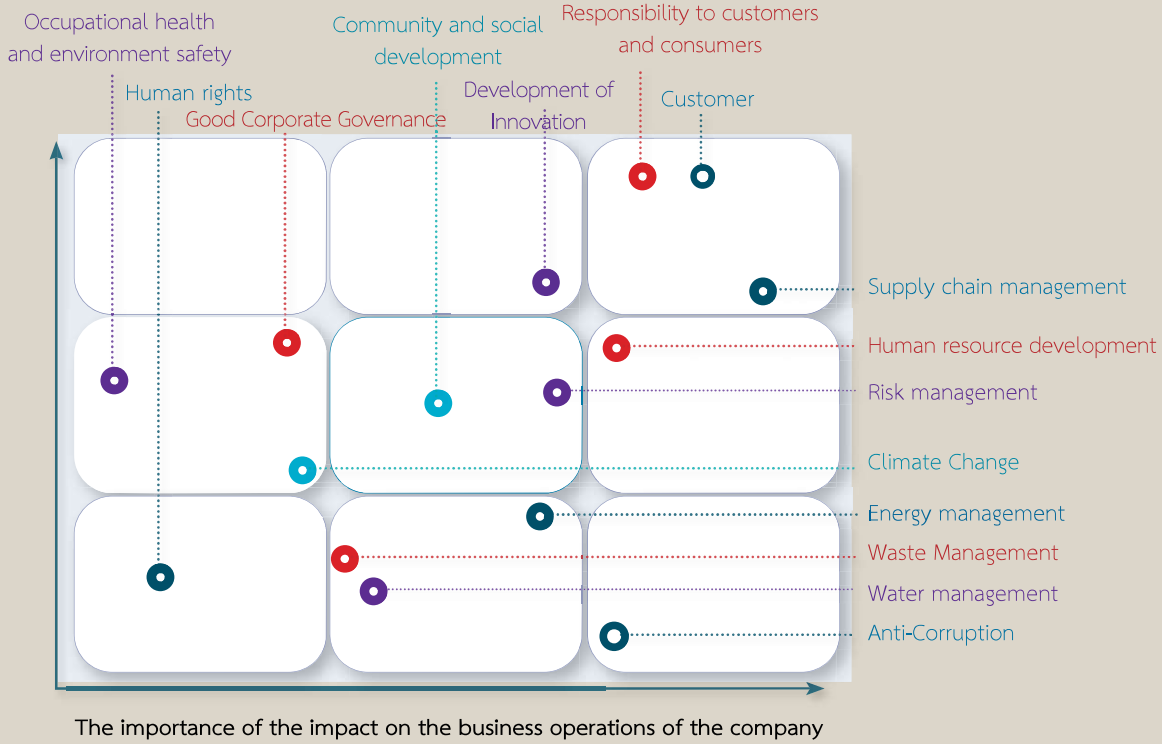 Occupational health
and environment safety
Human rights
Good Corporate Governance
Community and social
development
Development of
Innovation
Responsibility to customers
and consumers
Customer
Supply chain management
Human resource development
Risk management
Climate Change
Energy management
Waste Management
Water management
Anti-Corruption
The importance of the impact on the business operations of the company